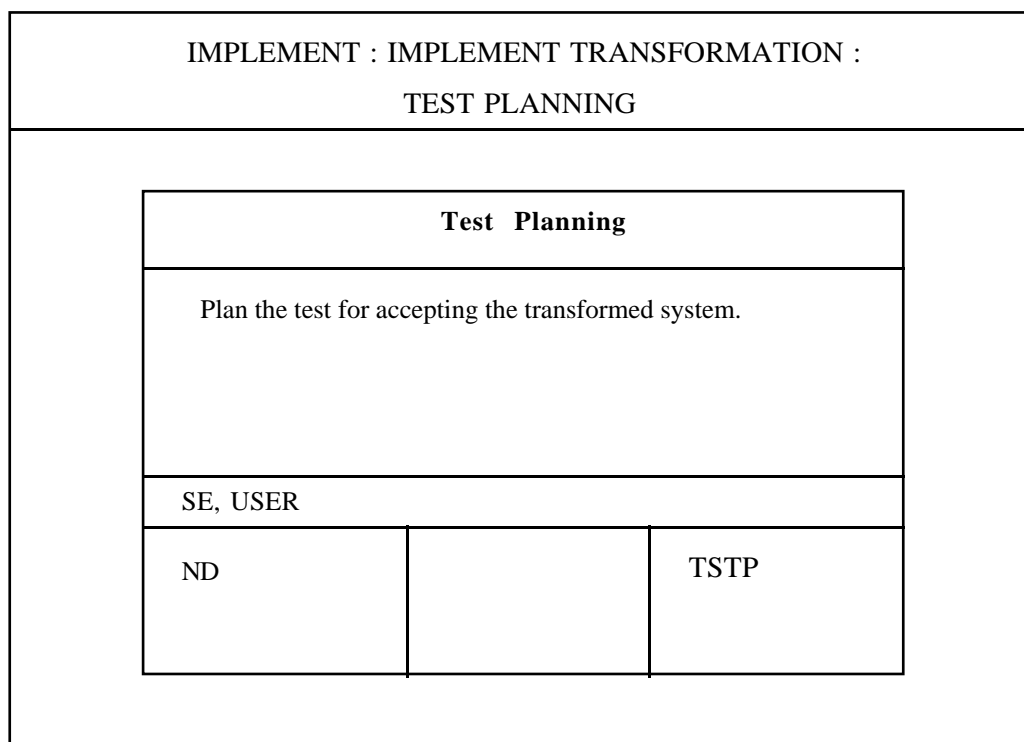 IMPLEMENT : IMPLEMENT TRANSFORMATION :
TEST PLANNING
Test Planning
Plan the test for accepting the transformed system.
SE, USER
ND
TSTP